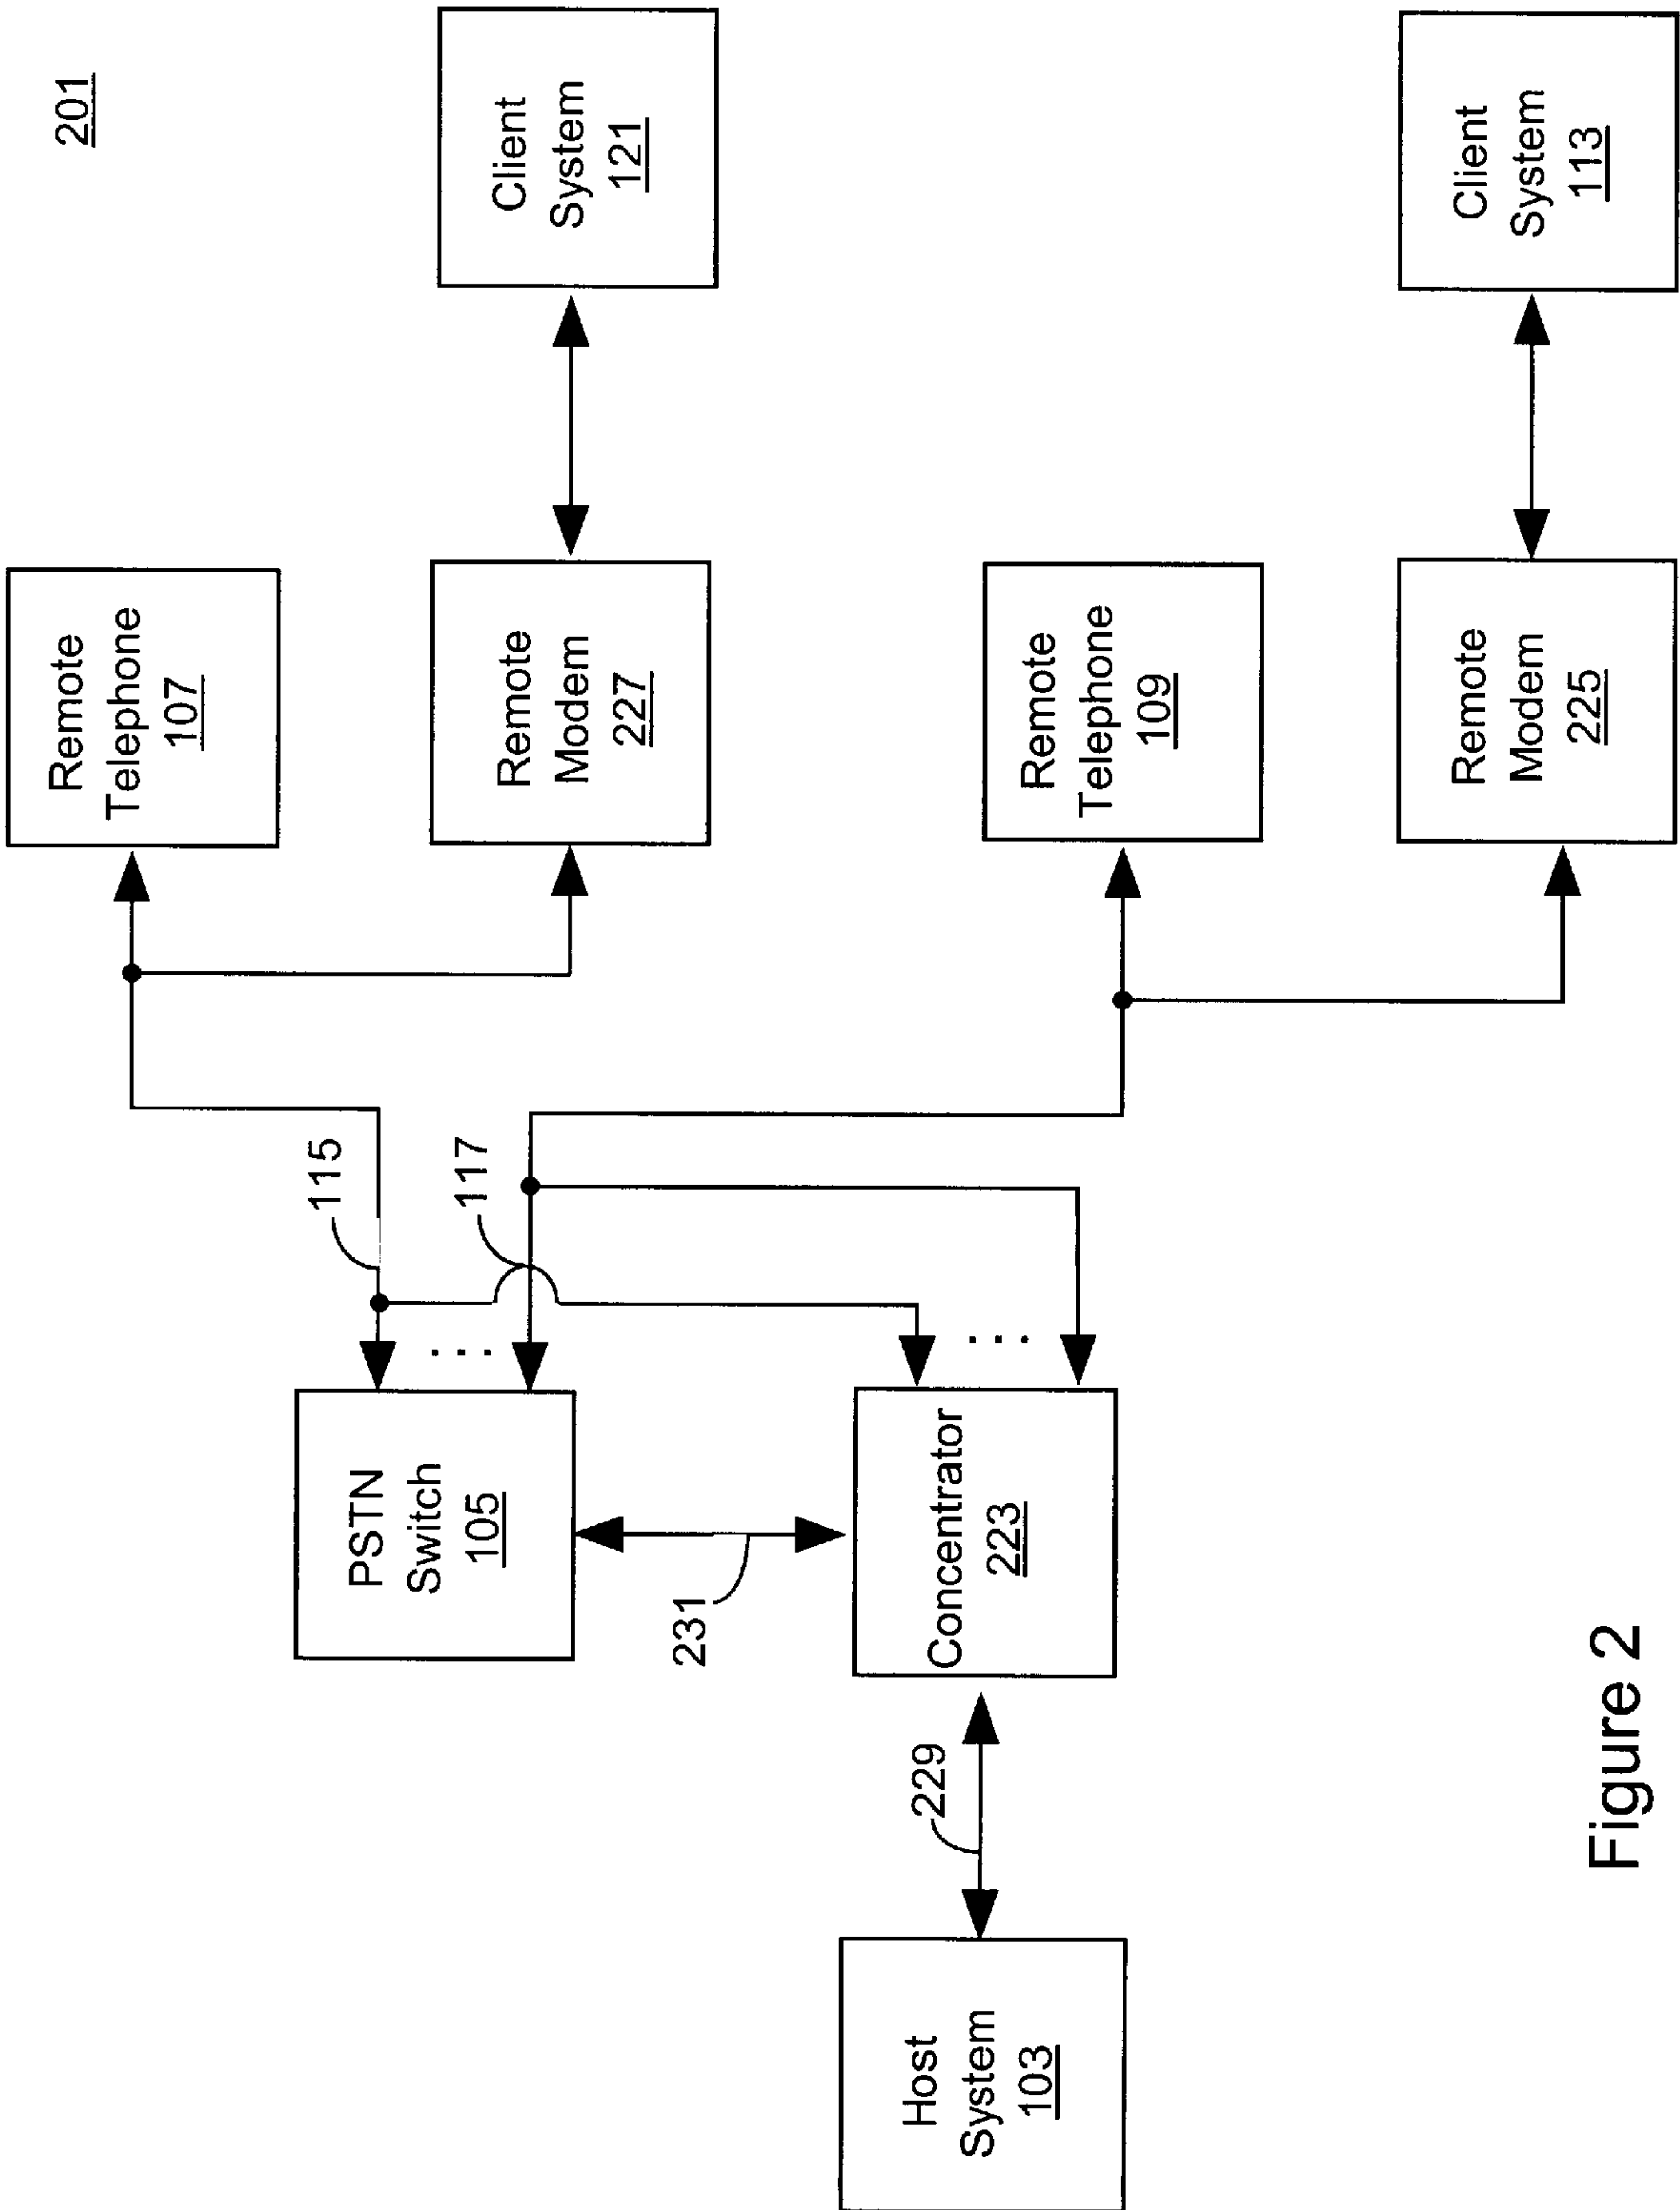 201
Remote
Telephone
107
Client
System
121
Remote
Modem
227
115
117
PSTN
Switch
105
...
231
Remote
Telephone
109
Host
System
103
229
Concentrator
223
...
Remote
Modem
225
Client
System
113
Figure 2